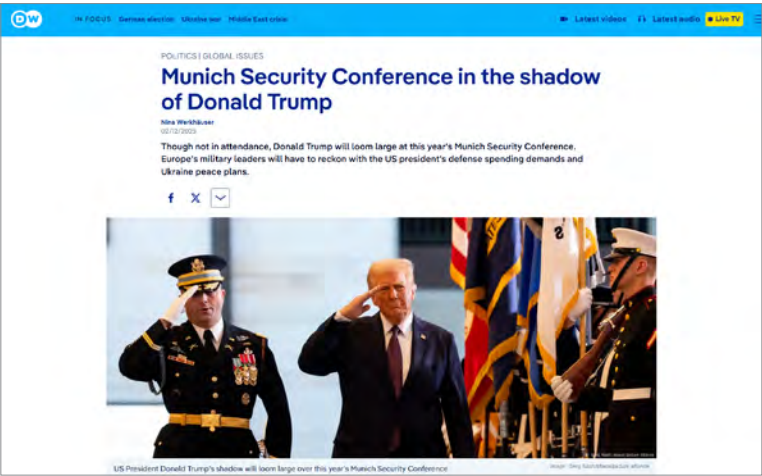 DW
IN FOCUS German election Ukraine war Middle East crisis
Latest videos Latest audio Live TV
POLITICS | GLOBAL ISSUES
Munich Security Conference in the shadow
of Donald Trump
Nina Werkhäuser
02/12/2025
Though not in attendance, Donald Trump will loom large at this year's Munich Security Conference.
Europe's military leaders will have to reckon with the US president's defense spending demands and
Ukraine peace plans.
US President Donald Trump's shadow will loom large over this year's Munich Security Conference